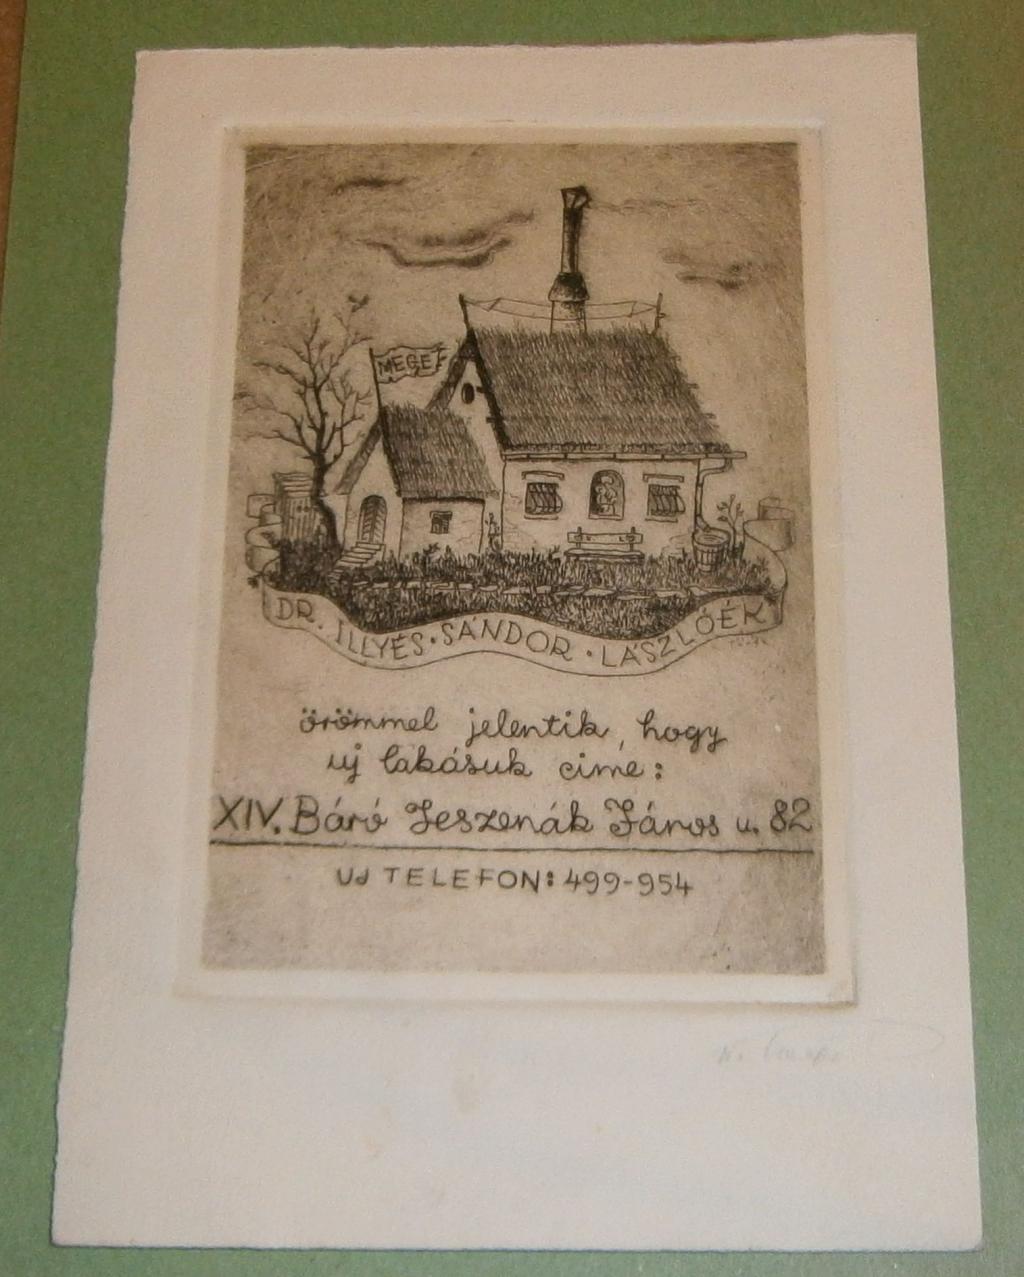 MEGE
DR. ILLYÉS · SÁNDOR · LÁSZLÓÉK
örömmel jelentik, hogy
uj lakásuk cime:
XIV. Báró Jeszenák János u. 82
UJ TELEFON: 499-954